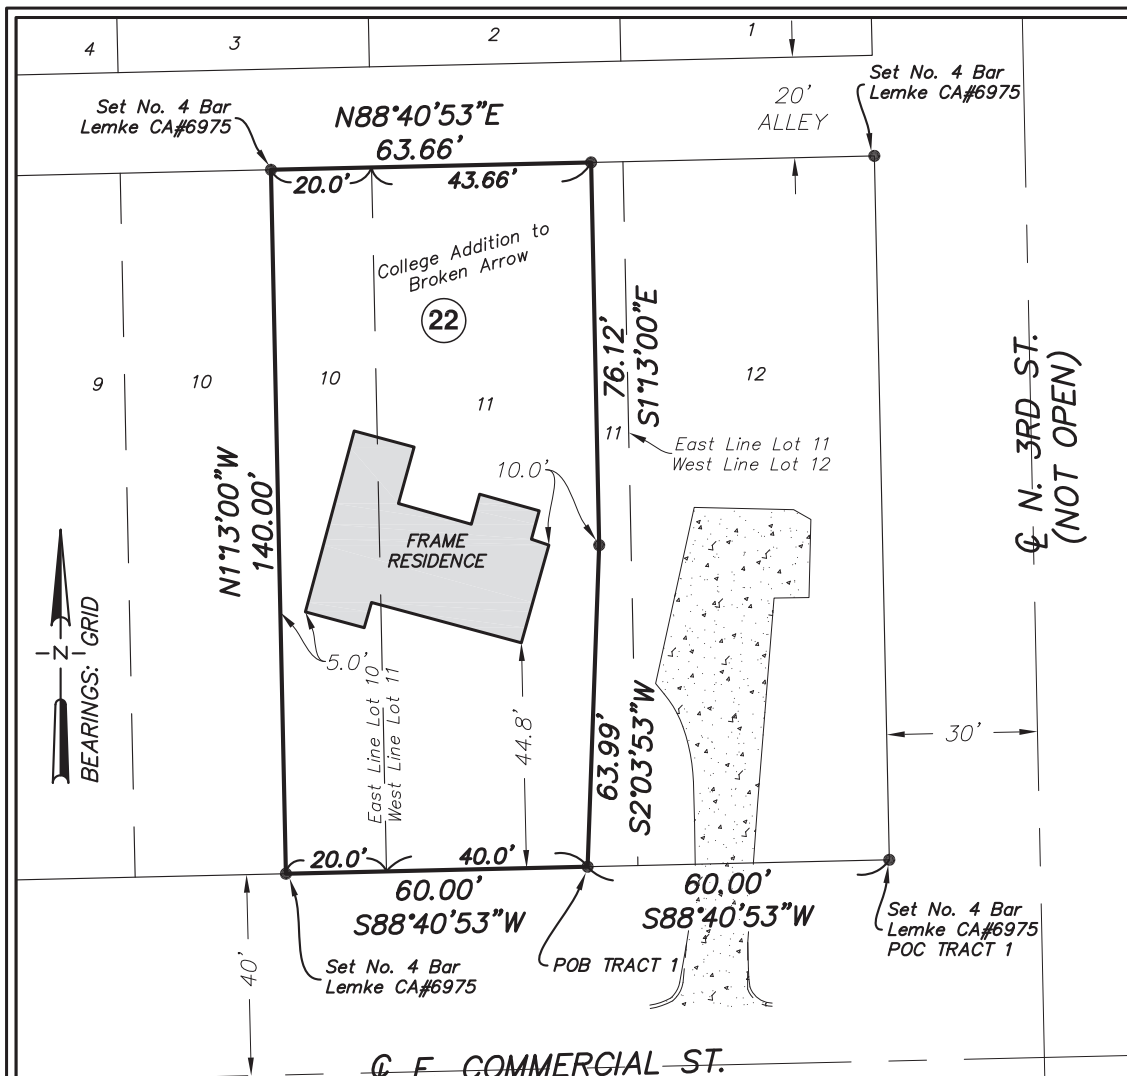 4
3
2
1
Set No. 4 Bar
Lemke CA#6975
N88°40'53"E
63.66'
20'
ALLEY
Set No. 4 Bar
Lemke CA#6975
20.0'
43.66'
College Addition to
Broken Arrow
22
76.12'
S1°13'00"E
9
10
10
11
11
12
East Line Lot 11
West Line Lot 12
℄ N. 3RD ST.
(NOT OPEN)
N1°13'00"W
140.00'
10.0'
FRAME
RESIDENCE
N
BEARINGS: GRID
5.0'
East Line Lot 10
West Line Lot 11
44.8'
63.99'
S2°03'53"W
30'
20.0'
40.0'
60.00'
S88°40'53"W
60.00'
S88°40'53"W
Set No. 4 Bar
Lemke CA#6975
POC TRACT 1
40'
Set No. 4 Bar
Lemke CA#6975
POB TRACT 1
℄ E. COMMERCIAL ST.